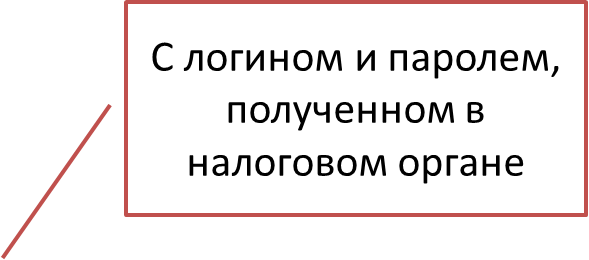 С логином и паролем,
полученном в
налоговом органе